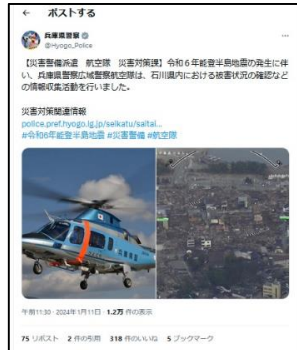 ← ポストする
兵庫県警察
@Hyogo_Police
【災害警備派遣 航空隊 災害対策課】令和6年能登半島地震の発生に伴
い、兵庫県警察広域警察航空隊は、石川県内における被害状況の確認など
の情報収集活動を行いました。
災害対策関連情報
police.pref.hyogo.lg.jp/seikatu/saitai...
#令和6年能登半島地震 #災害警備 #航空隊
兵庫県警察
午前11:30 · 2024年1月11日 · 1.2万 件の表示
75 リポスト 2 件の引用 318 件のいいね 5 ブックマーク